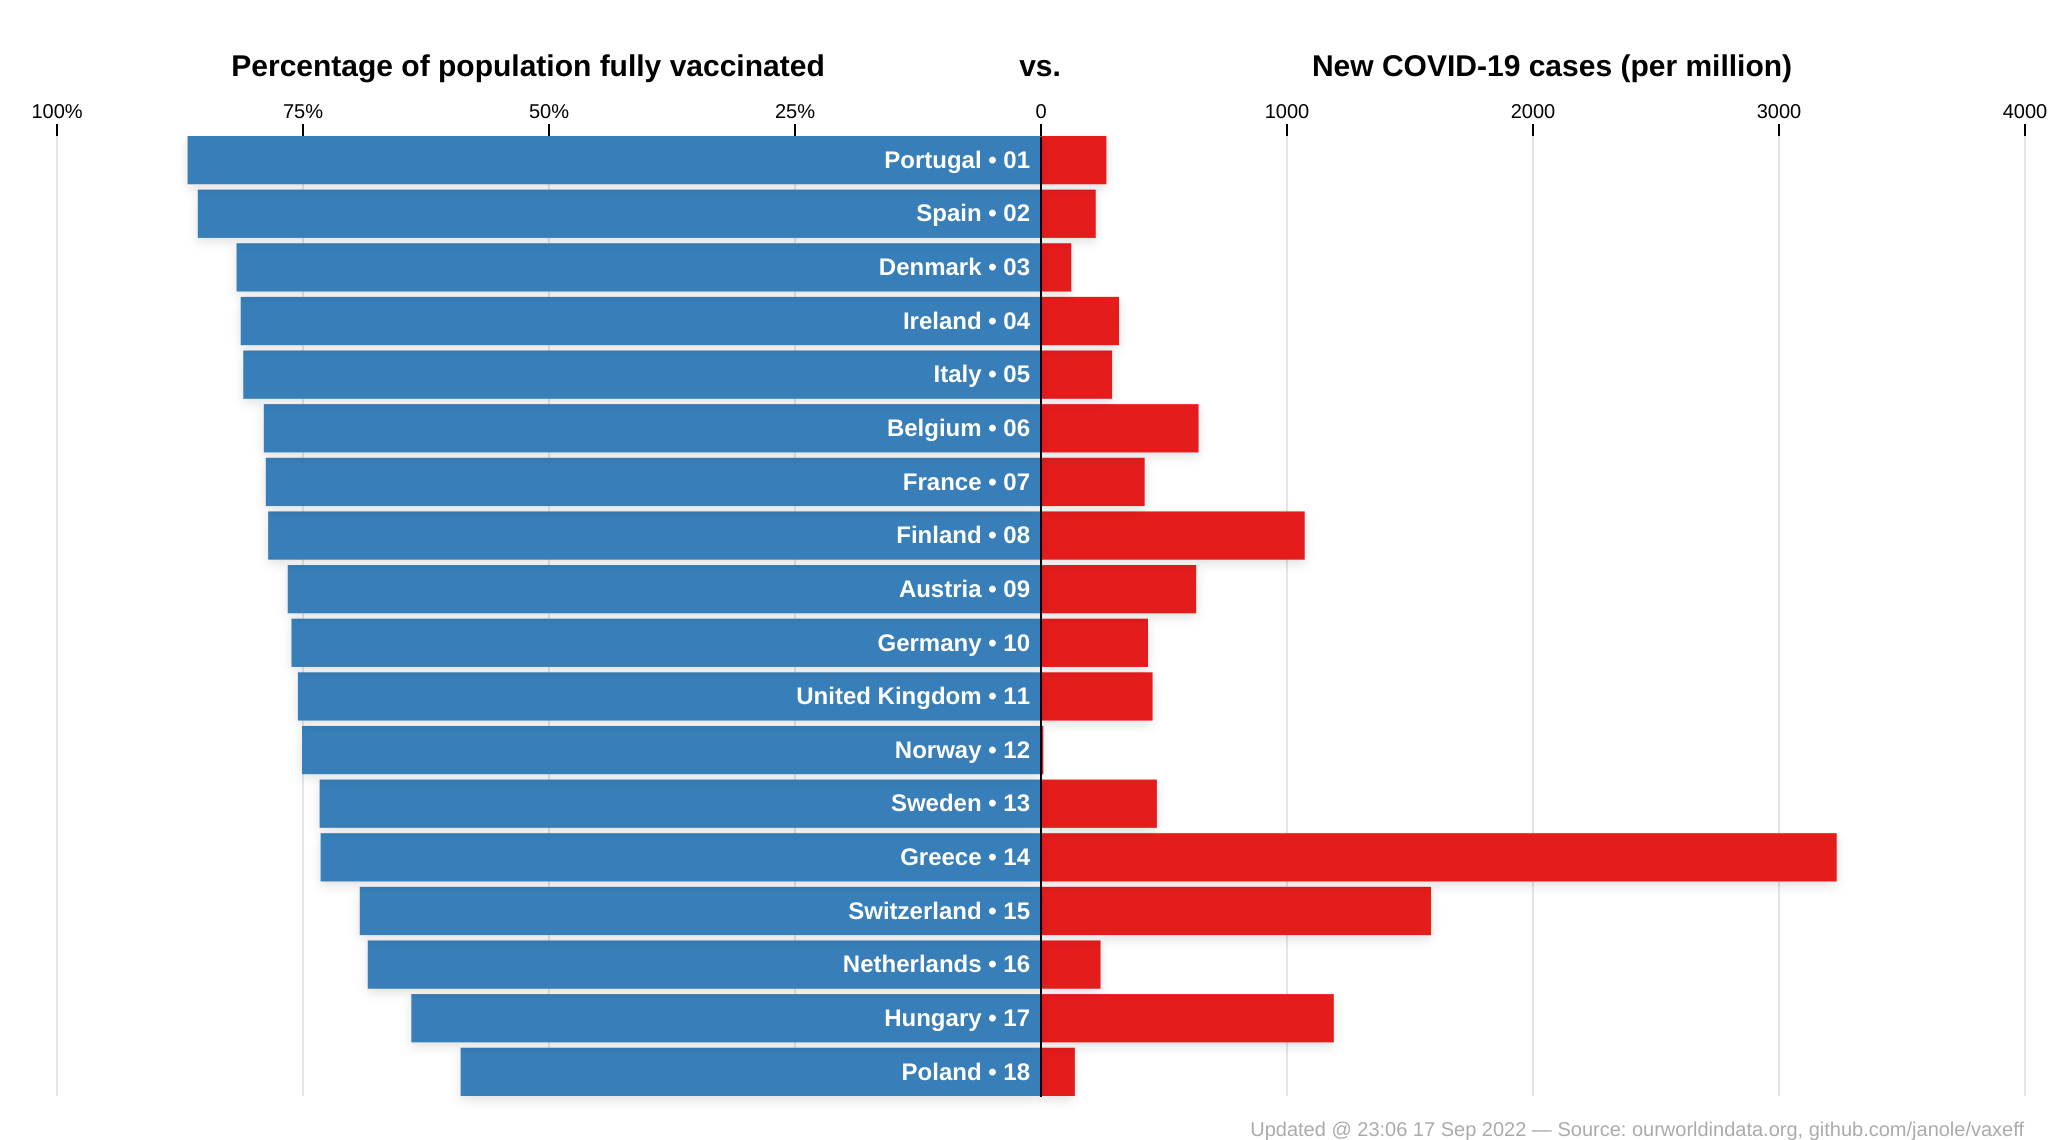 Percentage of population fully vaccinated vs. New COVID-19 cases (per million)
100% 75% 50% 25% 0 1000 2000 3000 4000
Portugal • 01
Spain • 02
Denmark • 03
Ireland • 04
Italy • 05
Belgium • 06
France • 07
Finland • 08
Austria • 09
Germany • 10
United Kingdom • 11
Norway • 12
Sweden • 13
Greece • 14
Switzerland • 15
Netherlands • 16
Hungary • 17
Poland • 18
Updated @ 23:06 17 Sep 2022 — Source: ourworldindata.org, github.com/janole/vaxeff